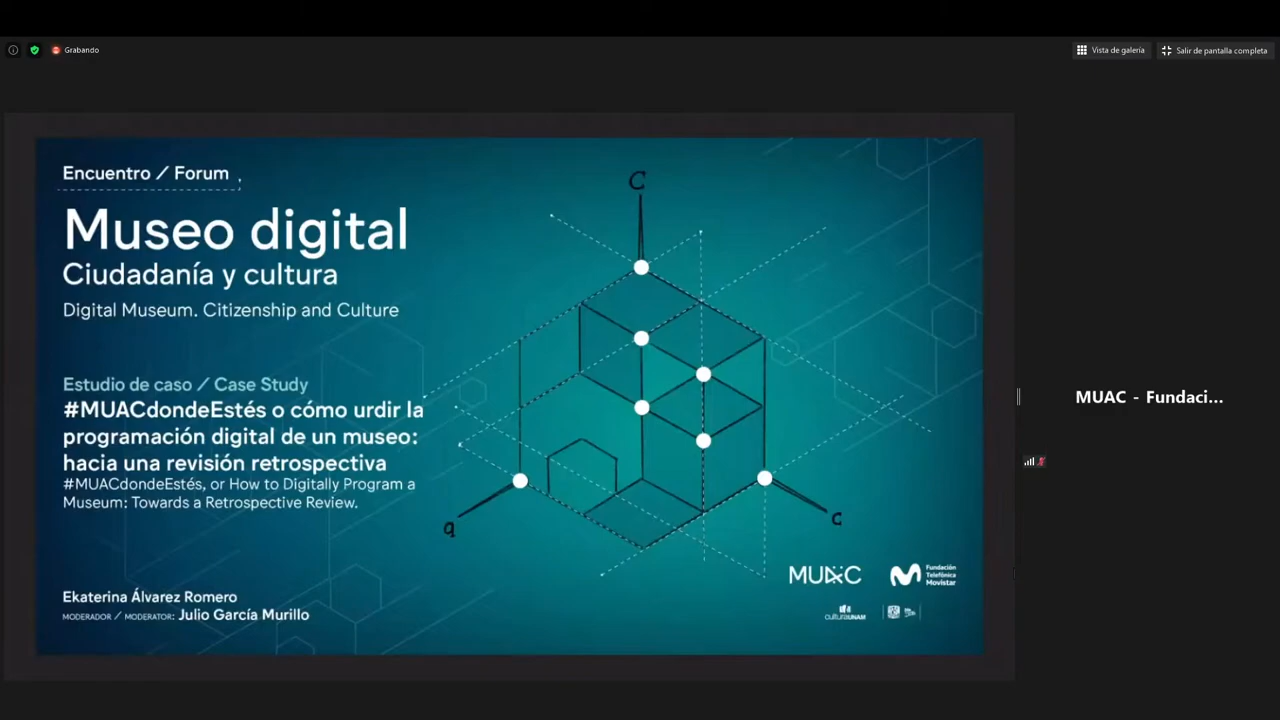 Grabando
Vista de galería
Salir de pantalla completa
Encuentro / Forum
Museo digital
Ciudadanía y cultura
Digital Museum. Citizenship and Culture
Estudio de caso / Case Study
#MUACdondeEstés o cómo urdir la
programación digital de un museo:
hacia una revisión retrospectiva
#MUACdondeEstés, or How to Digitally Program a
Museum: Towards a Retrospective Review.
Ekaterina Álvarez Romero
MODERADOR / MODERATOR: Julio García Murillo
C
q
c
MUAC
Fundación
Telefónica
Movistar
culturaUNAM
MUAC - Fundaci...